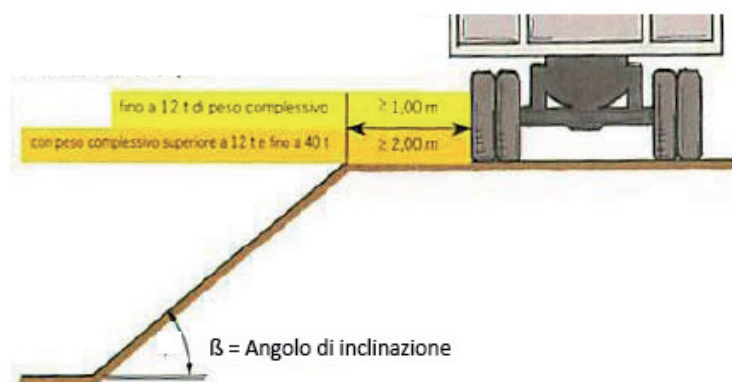 fino a 12 t di peso complessivo ≥ 1,00 m
con peso complessivo superiore a 12 t e fino a 40 t ≥ 2,00 m
ß = Angolo di inclinazione